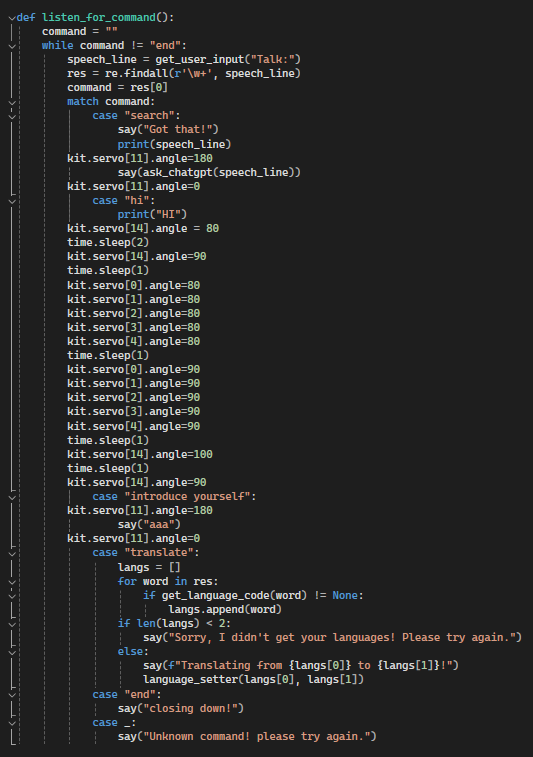 def listen_for_command():
    command = ""
    while command != "end":
        speech_line = get_user_input("Talk:")
        res = re.findall(r'\w+', speech_line)
        command = res[0]
        match command:
            case "search":
                say("Got that!")
                print(speech_line)
        kit.servo[11].angle=180
                say(ask_chatgpt(speech_line))
        kit.servo[11].angle=0
            case "hi":
                print("HI")
        kit.servo[14].angle = 80
        time.sleep(2)
        kit.servo[14].angle=90
        time.sleep(1)
        kit.servo[0].angle=80
        kit.servo[1].angle=80
        kit.servo[2].angle=80
        kit.servo[3].angle=80
        kit.servo[4].angle=80
        time.sleep(1)
        kit.servo[0].angle=90
        kit.servo[1].angle=90
        kit.servo[2].angle=90
        kit.servo[3].angle=90
        kit.servo[4].angle=90
        time.sleep(1)
        kit.servo[14].angle=100
        time.sleep(1)
        kit.servo[14].angle=90
            case "introduce yourself":
        kit.servo[11].angle=180
                say("aaa")
        kit.servo[11].angle=0
            case "translate":
                langs = []
                for word in res:
                    if get_language_code(word) != None:
                        langs.append(word)
                if len(langs) < 2:
                    say("Sorry, I didn't get your languages! Please try again.")
                else:
                    say(f"Translating from {langs[0]} to {langs[1]}!")
                    language_setter(langs[0], langs[1])
            case "end":
                say("closing down!")
            case _:
                say("Unknown command! please try again.")